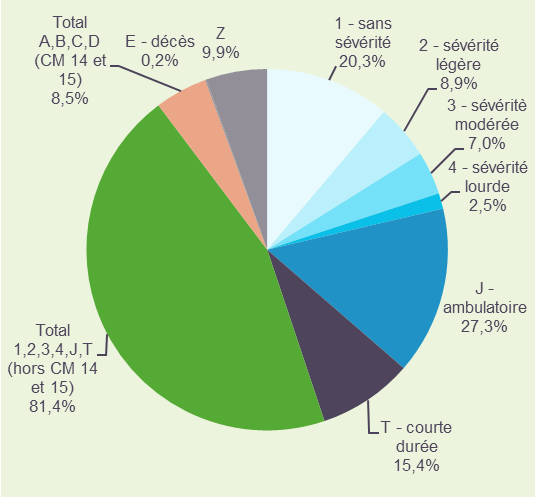 1 - sans
sévérité
20,3%
2 - sévérité
légère
8,9%
3 - sévéritè
modérée
7,0%
4 - sévérité
lourde
2,5%
J -
ambulatoire
27,3%
T - courte
durée
15,4%
Total
1,2,3,4,J,T
(hors CM 14
et 15)
81,4%
Total
A,B,C,D
(CM 14 et
15)
8,5%
E - décès
0,2%
Z
9,9%